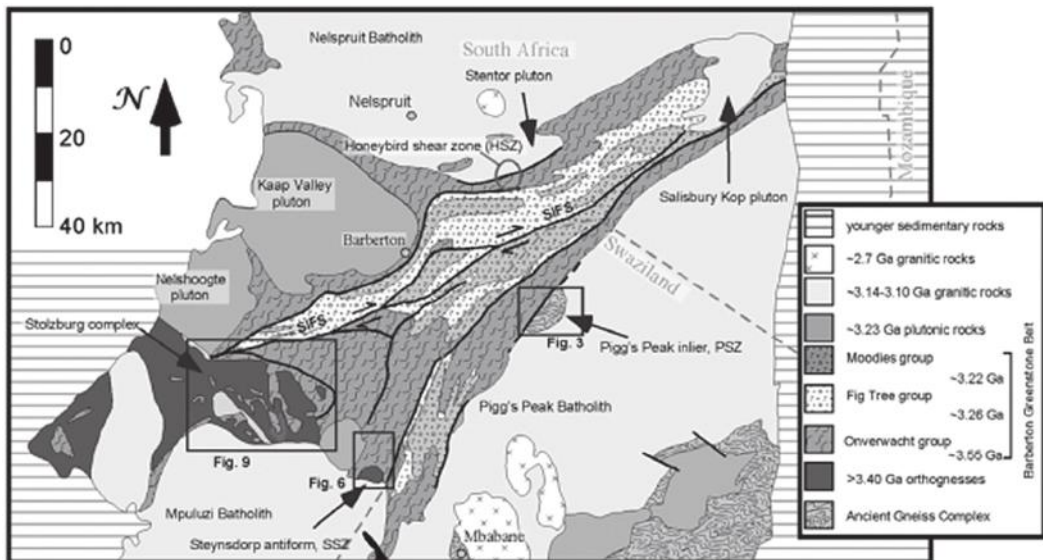 0
20
40 km
N
Nelspruit Batholith
South Africa
Stentor pluton
Nelspruit
Honeybird shear zone (HSZ)
Kaap Valley
pluton
Salisbury Kop pluton
Mozambique
SIFS
Barberton
Swaziland
Nelshoogte
pluton
Stolzburg complex
SIFS
Fig. 3
Pigg's Peak inlier, PSZ
Pigg's Peak Batholith
Fig. 9
Fig. 6
Mpuluzi Batholith
Steynsdorp antiform, SSZ
Mbabane
younger sedimentary rocks
~2.7 Ga granitic rocks
~3.14-3.10 Ga granitic rocks
~3.23 Ga plutonic rocks
Moodies group
~3.22 Ga
Fig Tree group
~3.26 Ga
Onverwacht group
~3.55 Ga
Barberton Greenstone Belt
>3.40 Ga orthognesses
Ancient Gneiss Complex